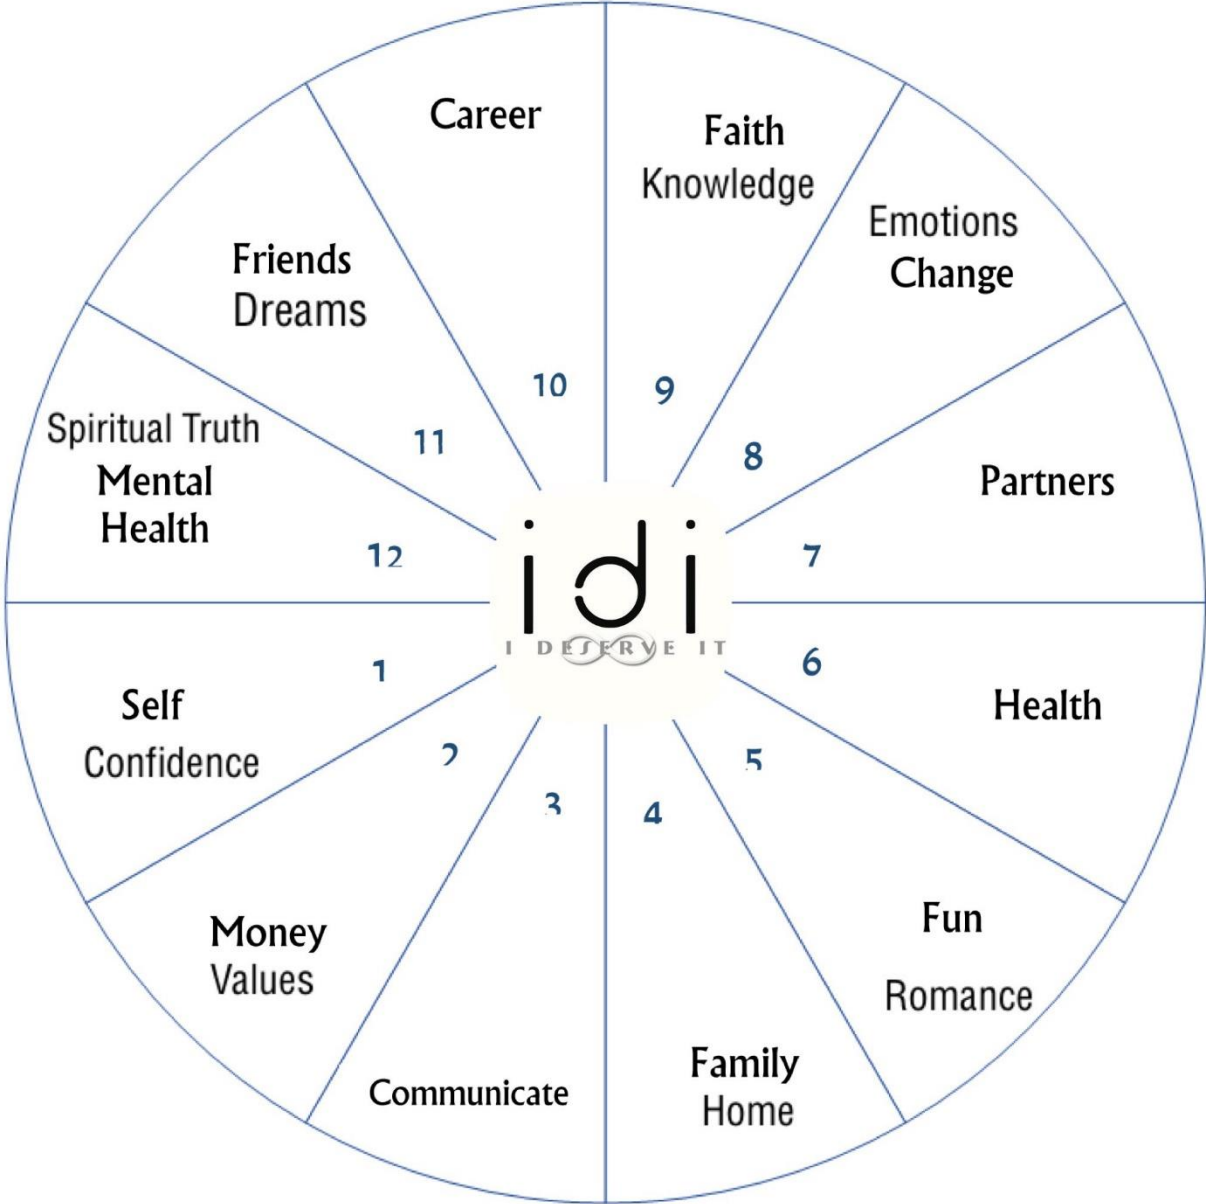 Career
10
Faith
Knowledge
9
Emotions
Change
8
Partners
7
Health
6
Fun
Romance
5
Family
Home
4
Communicate
3
Money
Values
2
Self
Confidence
1
Spiritual Truth
Mental
Health
12
Friends
Dreams
11
idi
I DESERVE IT